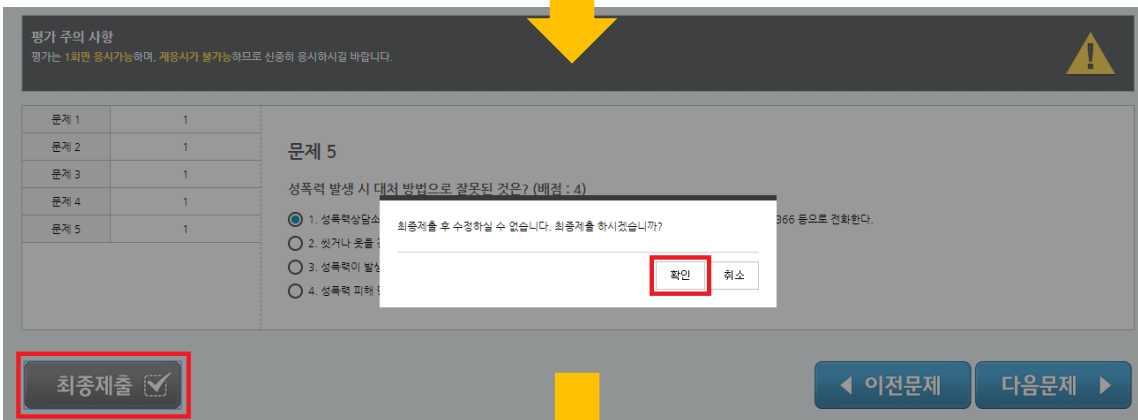 평가 주의 사항
평가는 1회만 응시가능하며, 재응시가 불가능하므로 신중히 응시하시길 바랍니다.
문제 1 1
문제 2 1
문제 3 1
문제 4 1
문제 5 1
문제 5
성폭력 발생 시 대처 방법으로 잘못된 것은? (배점 : 4)
1. 성폭력상담소 366 등으로 전화한다.
2. 씻거나 옷을
3. 성폭력이 발생
4. 성폭력 피해
최종제출 후 수정하실 수 없습니다. 최종제출 하시겠습니까?
확인 취소
최종제출
이전문제
다음문제